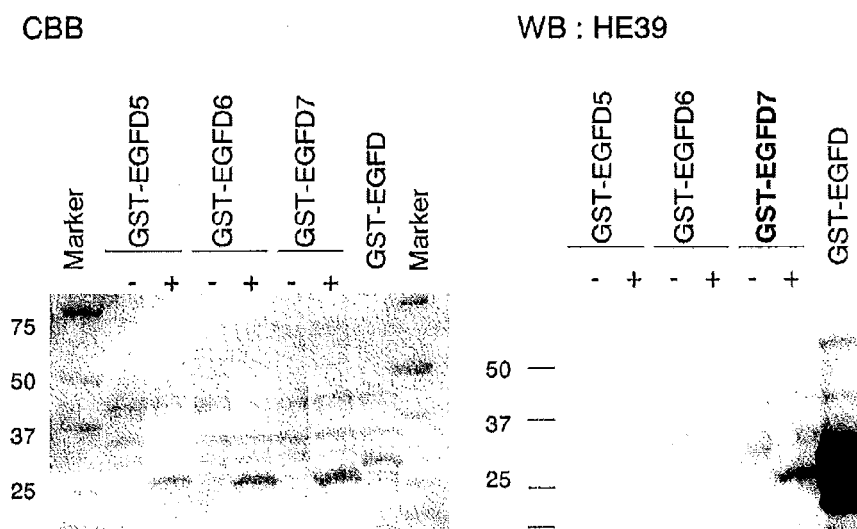 CBB
WB : HE39
Marker
GST-EGFD5
GST-EGFD6
GST-EGFD7
GST-EGFD
Marker
- + - + - +
75
50
37
25
GST-EGFD5
GST-EGFD6
GST-EGFD7
GST-EGFD
- + - + - +
50
37
25